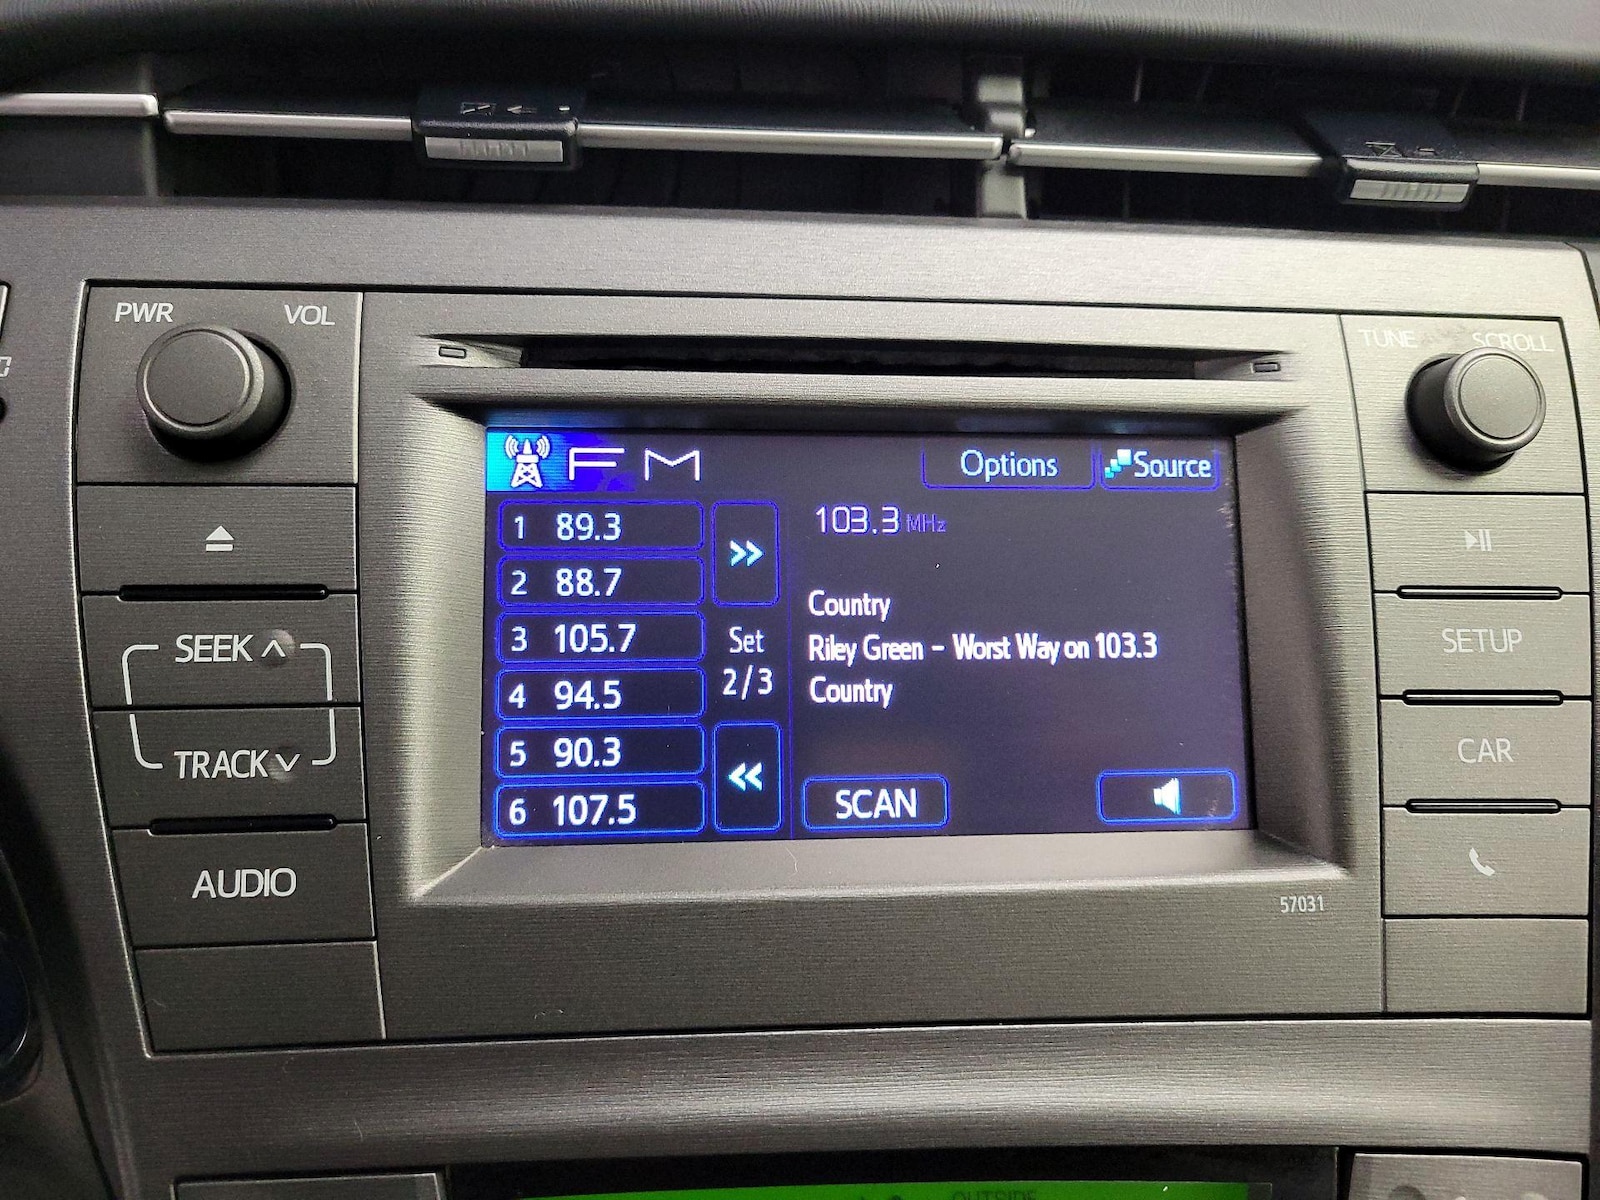 PWR VOL
TUNE SCROLL
FM Options Source
1 89.3
2 88.7
3 105.7
4 94.5
5 90.3
6 107.5
Set
2/3
103.3 MHz
Country
Riley Green - Worst Way on 103.3
Country
SCAN
SEEK
TRACK
AUDIO
SETUP
CAR
57031
OUTSIDE